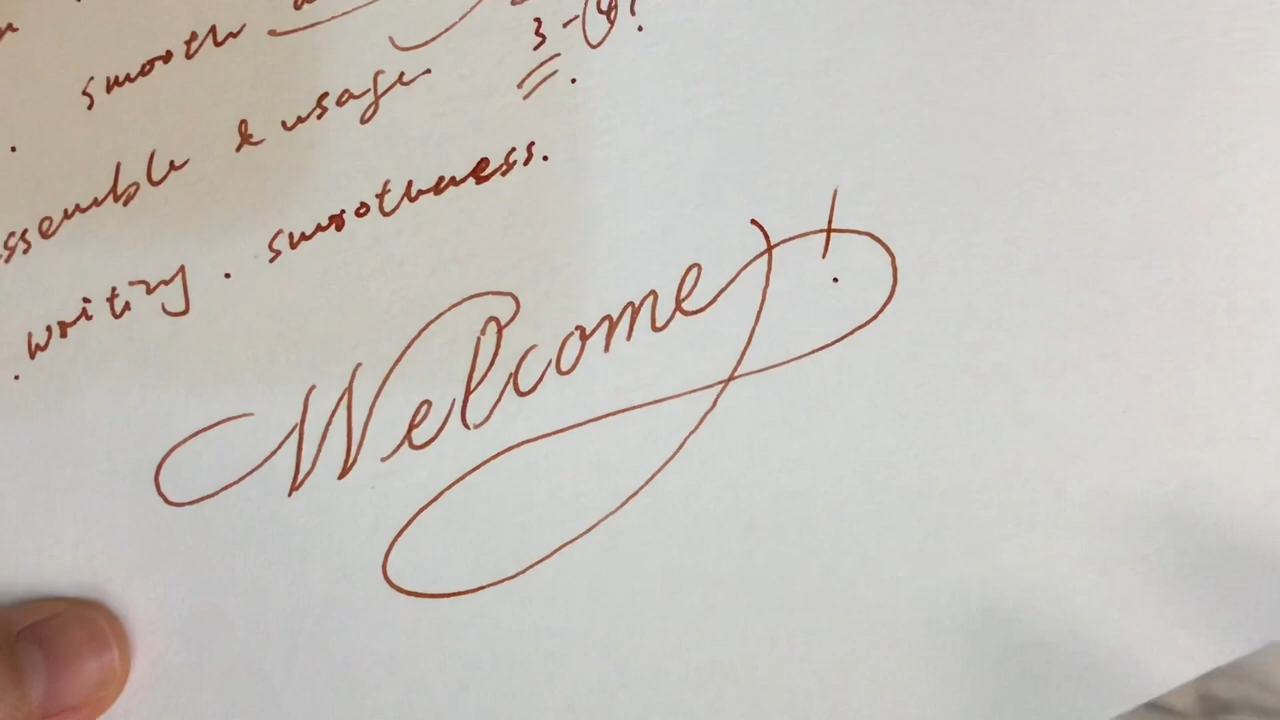 smooth
3-(4)!
ssemble & usage
.writing. smoothness.
Welcome!